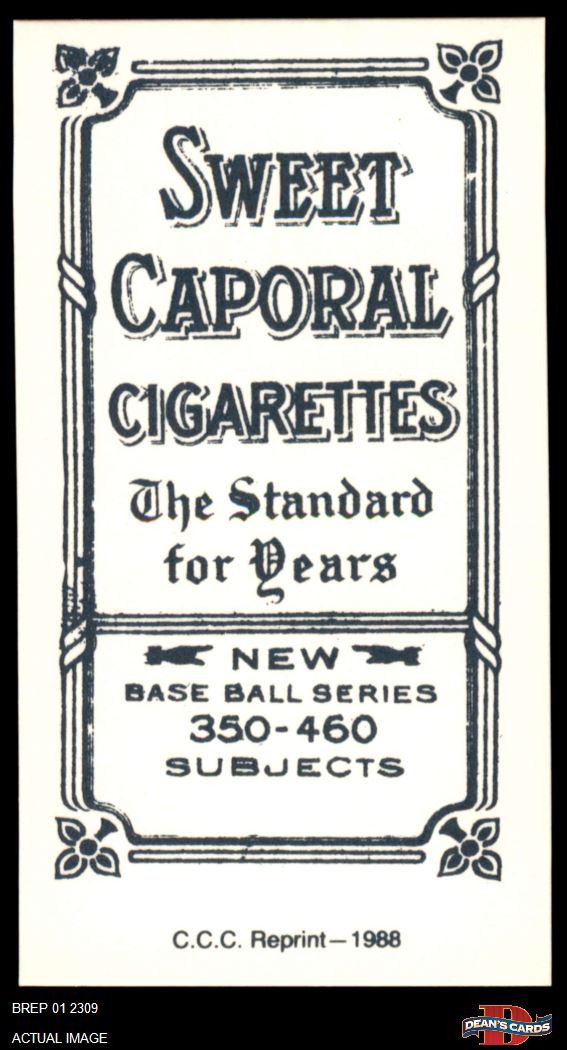 SWEET
CAPORAL
CIGARETTES
The Standard
for Years
NEW
BASE BALL SERIES
350-460
SUBJECTS
C.C.C. Reprint—1988
BREP 01 2309
ACTUAL IMAGE
D
DEAN'S CARDS